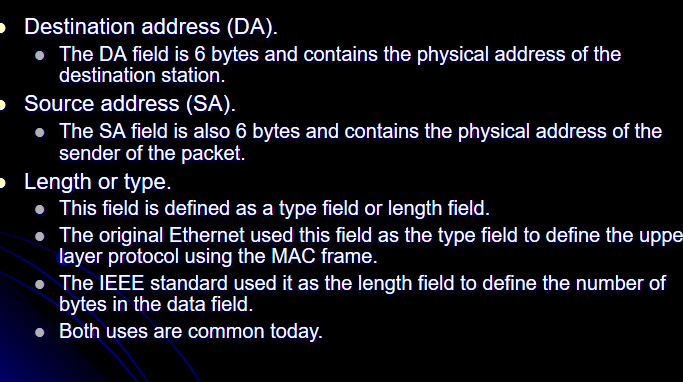 Destination address (DA).
The DA field is 6 bytes and contains the physical address of the
destination station.
Source address (SA).
The SA field is also 6 bytes and contains the physical address of the
sender of the packet.
Length or type.
This field is defined as a type field or length field.
The original Ethernet used this field as the type field to define the uppe
layer protocol using the MAC frame.
The IEEE standard used it as the length field to define the number of
bytes in the data field.
Both uses are common today.